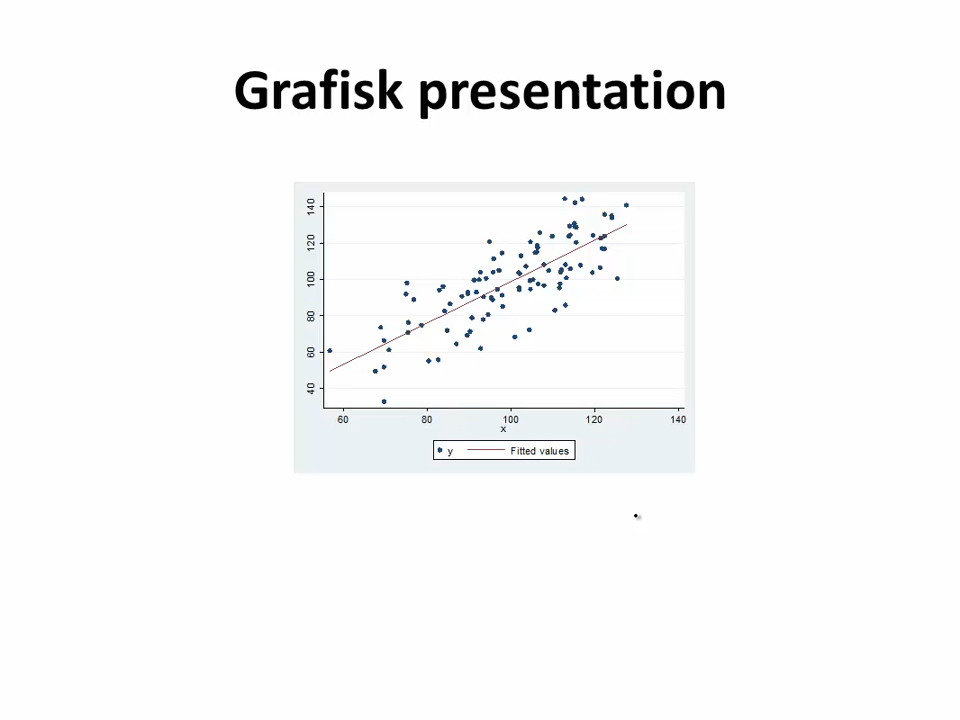 Grafisk presentation
140
120
100
80
60
40
60 80 100 120 140
x
y Fitted values